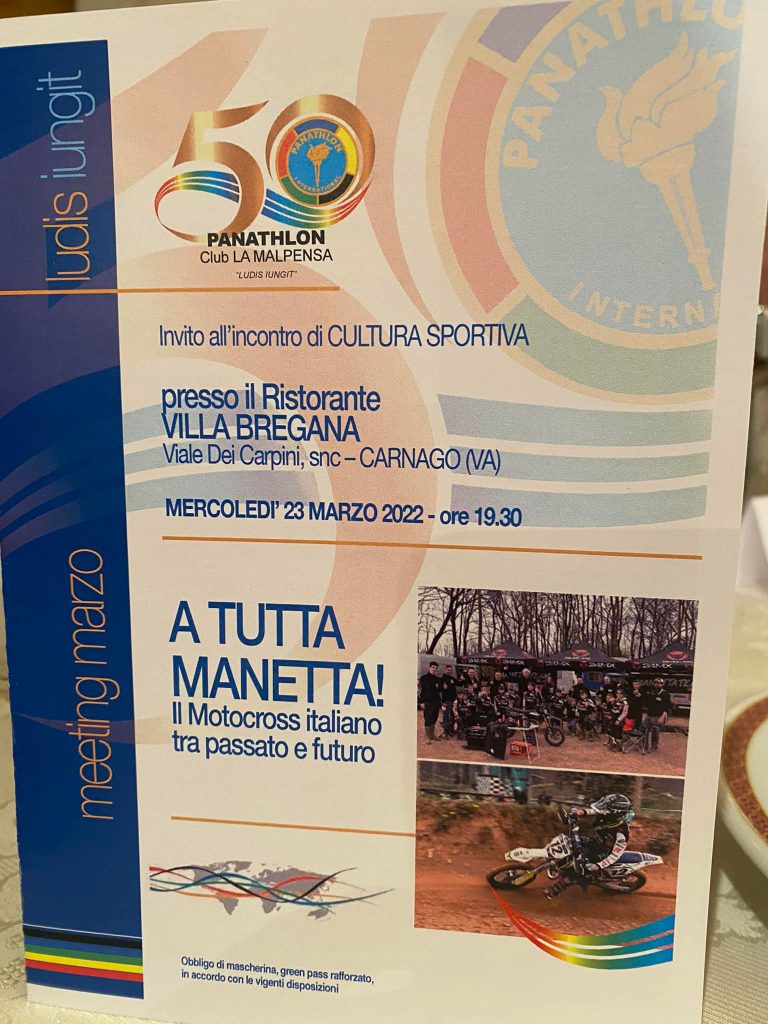 ludis iungit
50
PANATHLON
INTERNATIONAL
PANATHLON
Club LA MALPENSA
"LUDIS IUNGIT"
PANATHLON
INTERN
Invito all'incontro di CULTURA SPORTIVA
presso il Ristorante
VILLA BREGANA
Viale Dei Carpini, snc – CARNAGO (VA)
MERCOLEDI' 23 MARZO 2022 - ore 19.30
meeting marzo
A TUTTA
MANETTA!
Il Motocross italiano
tra passato e futuro
12
Obbligo di mascherina, green pass rafforzato,
in accordo con le vigenti disposizioni